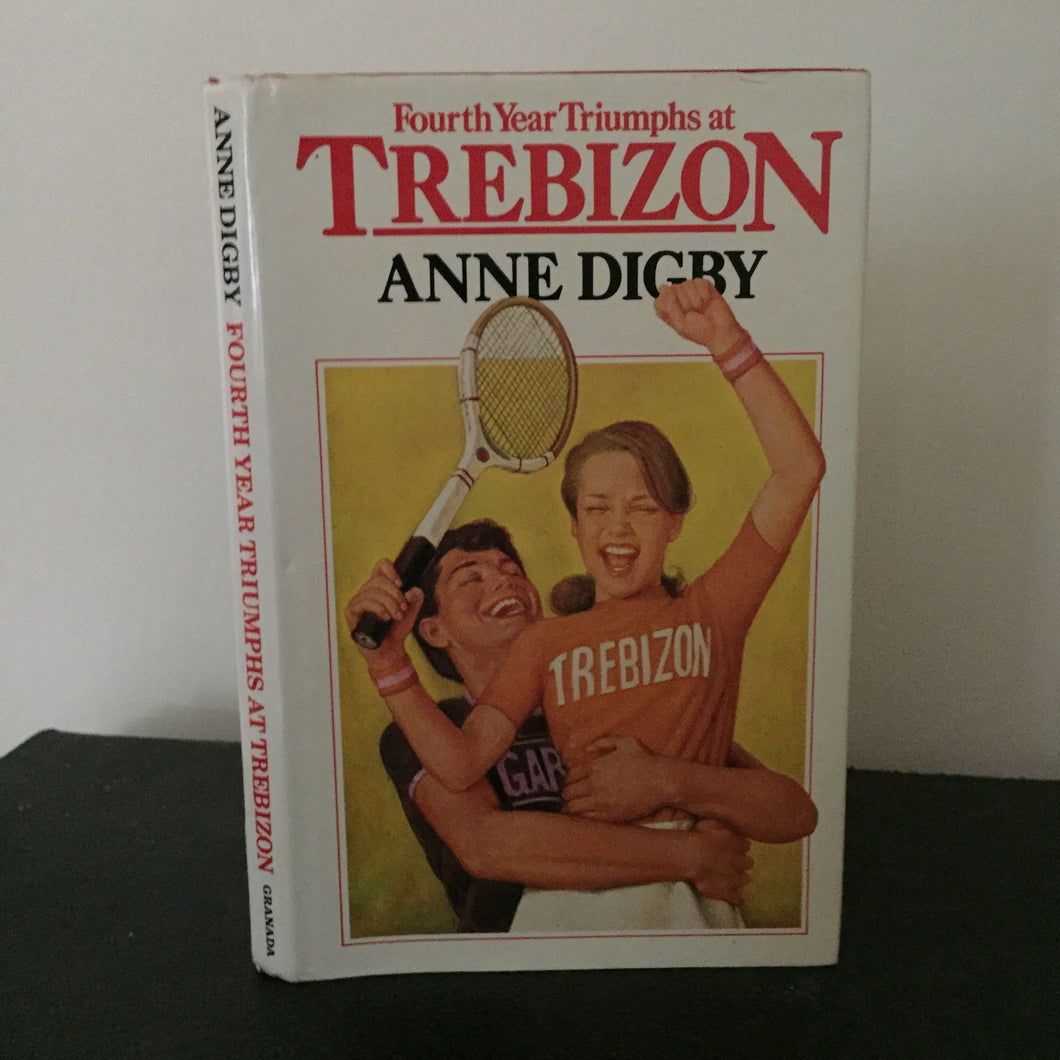 Fourth Year Triumphs at
TREBIZON
ANNE DIGBY
TREBIZON
GAR
ANNE DIGBY FOURTH YEAR TRIUMPHS AT TREBIZON GRANADA